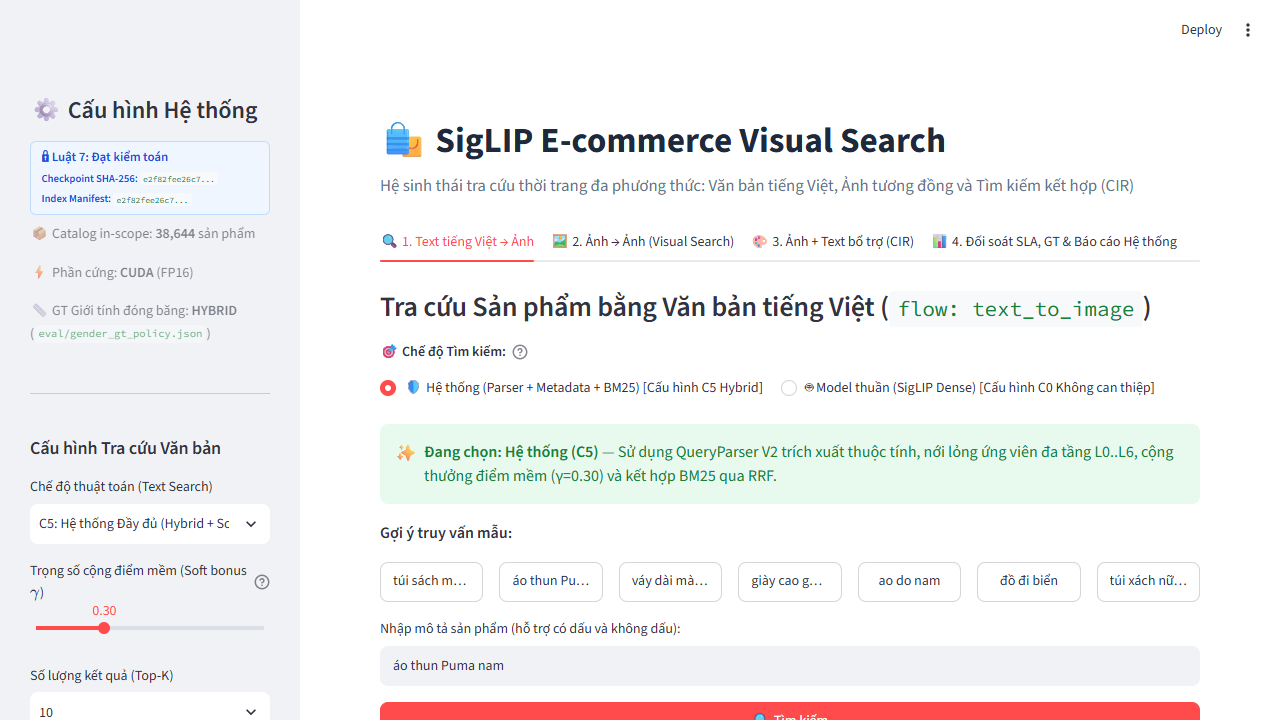 Deploy
Cấu hình Hệ thống
Luật 7: Đạt kiểm toán
Checkpoint SHA-256: e2f82fee26c7...
Index Manifest: e2f82fee26c7...
Catalog in-scope: 38,644 sản phẩm
Phần cứng: CUDA (FP16)
GT Giới tính đóng băng: HYBRID
( eval/gender_gt_policy.json )
Cấu hình Tra cứu Văn bản
Chế độ thuật toán (Text Search)
C5: Hệ thống Đầy đủ (Hybrid + Sc
Trọng số cộng điểm mềm (Soft bonus
γ)
0.30
Số lượng kết quả (Top-K)
10
SigLIP E-commerce Visual Search
Hệ sinh thái tra cứu thời trang đa phương thức: Văn bản tiếng Việt, Ảnh tương đồng và Tìm kiếm kết hợp (CIR)
1. Text tiếng Việt → Ảnh
2. Ảnh → Ảnh (Visual Search)
3. Ảnh + Text bổ trợ (CIR)
4. Đối soát SLA, GT & Báo cáo Hệ thống
Tra cứu Sản phẩm bằng Văn bản tiếng Việt ( flow: text_to_image )
Chế độ Tìm kiếm:
Hệ thống (Parser + Metadata + BM25) [Cấu hình C5 Hybrid]
Model thuần (SigLIP Dense) [Cấu hình C0 Không can thiệp]
Đang chọn: Hệ thống (C5) — Sử dụng QueryParser V2 trích xuất thuộc tính, nới lỏng ứng viên đa tầng L0..L6, cộng
thưởng điểm mềm (γ=0.30) và kết hợp BM25 qua RRF.
Gợi ý truy vấn mẫu:
túi sách m...
áo thun Pu...
váy dài mà...
giày cao g...
ao do nam
đồ đi biển
túi xách nữ...
Nhập mô tả sản phẩm (hỗ trợ có dấu và không dấu):
áo thun Puma nam
Tìm kiếm